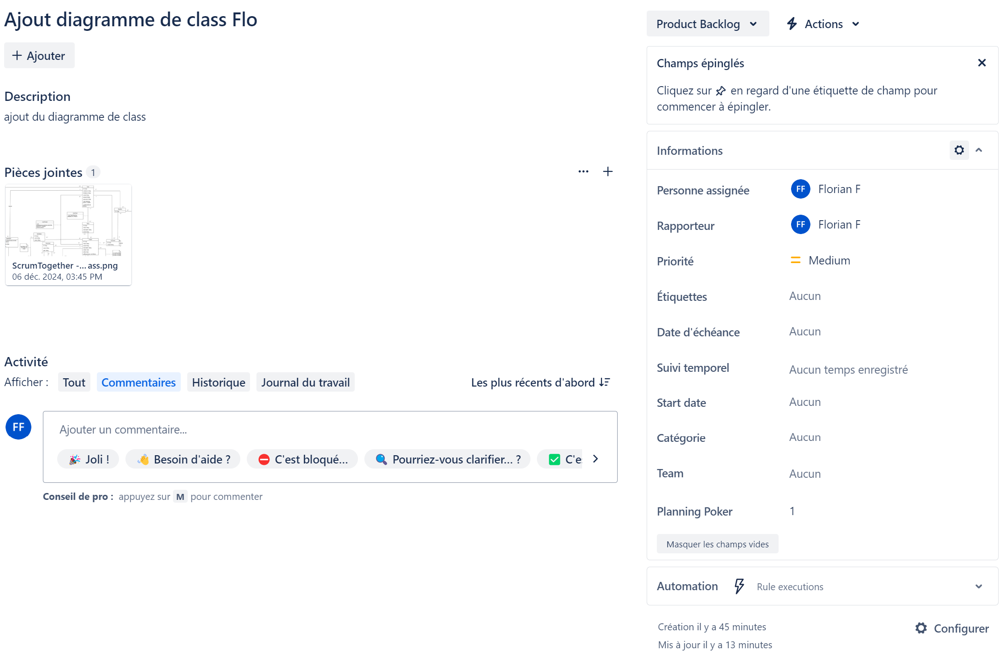 Ajout diagramme de class Flo
Ajouter
Description
ajout du diagramme de class
Pièces jointes 1
ScrumTogether -... ass.png
06 déc. 2024, 03:45 PM
Activité
Afficher : Tout Commentaires Historique Journal du travail Les plus récents d'abord
FF
Ajouter un commentaire...
Joli ! Besoin d'aide ? C'est bloqué... Pourriez-vous clarifier... ?
Conseil de pro : appuyez sur M pour commenter
Product Backlog Actions
Champs épinglés
Cliquez sur en regard d'une étiquette de champ pour
commencer à épingler.
Informations
Personne assignée FF Florian F
Rapporteur FF Florian F
Priorité Medium
Étiquettes Aucun
Date d'échéance Aucun
Suivi temporel Aucun temps enregistré
Start date Aucun
Catégorie Aucun
Team Aucun
Planning Poker 1
Masquer les champs vides
Automation Rule executions
Création il y a 45 minutes
Configurer
Mis à jour il y a 13 minutes